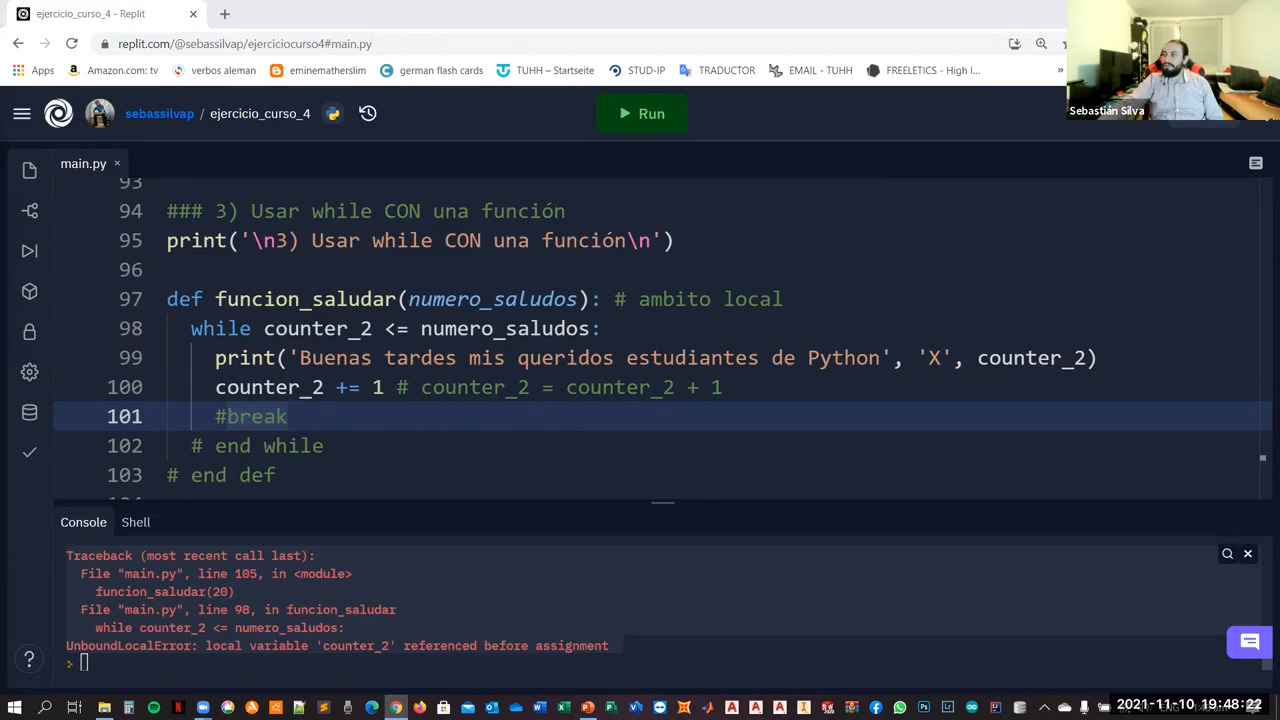 ejercicio_curso_4 - Replit
replit.com/@sebassilvap/ejerciciocurso4#main.py
Apps Amazon.com: tv verbos aleman eminematherslim german flash cards TUHH – Startseite STUD-IP TRADUCTOR EMAIL - TUHH FREELETICS - High I... »
Sebastián Silva
sebassilvap / ejercicio_curso_4
Run
main.py
93
94 ### 3) Usar while CON una función
95 print('\n3) Usar while CON una función\n')
96
97 def funcion_saludar(numero_saludos): # ambito local
98 while counter_2 <= numero_saludos:
99 print('Buenas tardes mis queridos estudiantes de Python', 'X', counter_2)
100 counter_2 += 1 # counter_2 = counter_2 + 1
101 #break
102 # end while
103 # end def
Console Shell
Traceback (most recent call last):
File "main.py", line 105, in <module>
funcion_saludar(20)
File "main.py", line 98, in funcion_saludar
while counter_2 <= numero_saludos:
UnboundLocalError: local variable 'counter_2' referenced before assignment
2021-11-10 19:48:22